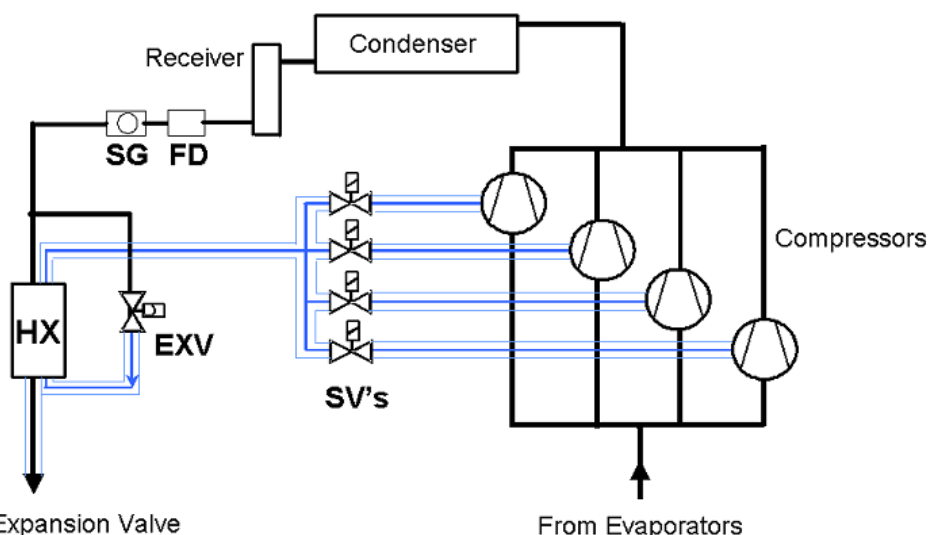 Condenser
Receiver
SG FD
Compressors
HX
EXV
SV's
Expansion Valve
From Evaporators